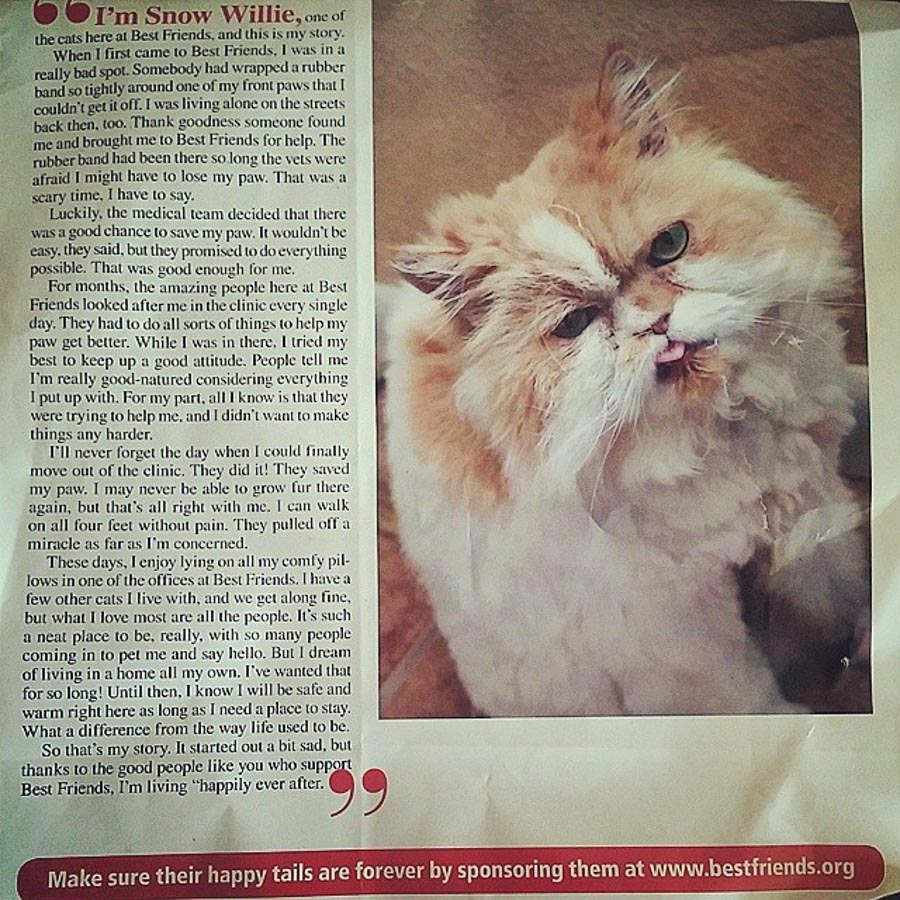 ❝I'm Snow Willie, one of
the cats here at Best Friends, and this is my story.
When I first came to Best Friends, I was in a
really bad spot. Somebody had wrapped a rubber
band so tightly around one of my front paws that I
couldn't get it off. I was living alone on the streets
back then, too. Thank goodness someone found
me and brought me to Best Friends for help. The
rubber band had been there so long the vets were
afraid I might have to lose my paw. That was a
scary time, I have to say.
Luckily, the medical team decided that there
was a good chance to save my paw. It wouldn't be
easy, they said, but they promised to do everything
possible. That was good enough for me.
For months, the amazing people here at Best
Friends looked after me in the clinic every single
day. They had to do all sorts of things to help my
paw get better. While I was in there, I tried my
best to keep up a good attitude. People tell me
I'm really good-natured considering everything
I put up with. For my part, all I know is that they
were trying to help me, and I didn't want to make
things any harder.
I'll never forget the day when I could finally
move out of the clinic. They did it! They saved
my paw. I may never be able to grow fur there
again, but that's all right with me. I can walk
on all four feet without pain. They pulled off a
miracle as far as I'm concerned.
These days, I enjoy lying on all my comfy pil-
lows in one of the offices at Best Friends. I have a
few other cats I live with, and we get along fine,
but what I love most are all the people. It's such
a neat place to be, really, with so many people
coming in to pet me and say hello. But I dream
of living in a home all my own. I've wanted that
for so long! Until then, I know I will be safe and
warm right here as long as I need a place to stay.
What a difference from the way life used to be.
So that's my story. It started out a bit sad, but
thanks to the good people like you who support
Best Friends, I'm living "happily ever after.❞
Make sure their happy tails are forever by sponsoring them at www.bestfriends.org